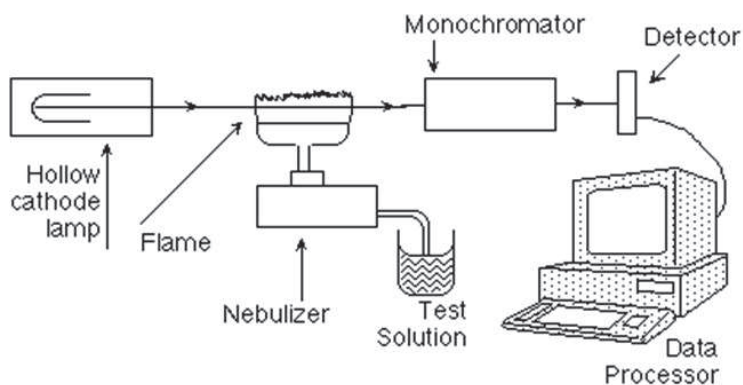 Monochromator
Detector
Hollow
cathode
lamp
Flame
Nebulizer
Test
Solution
Data
Processor